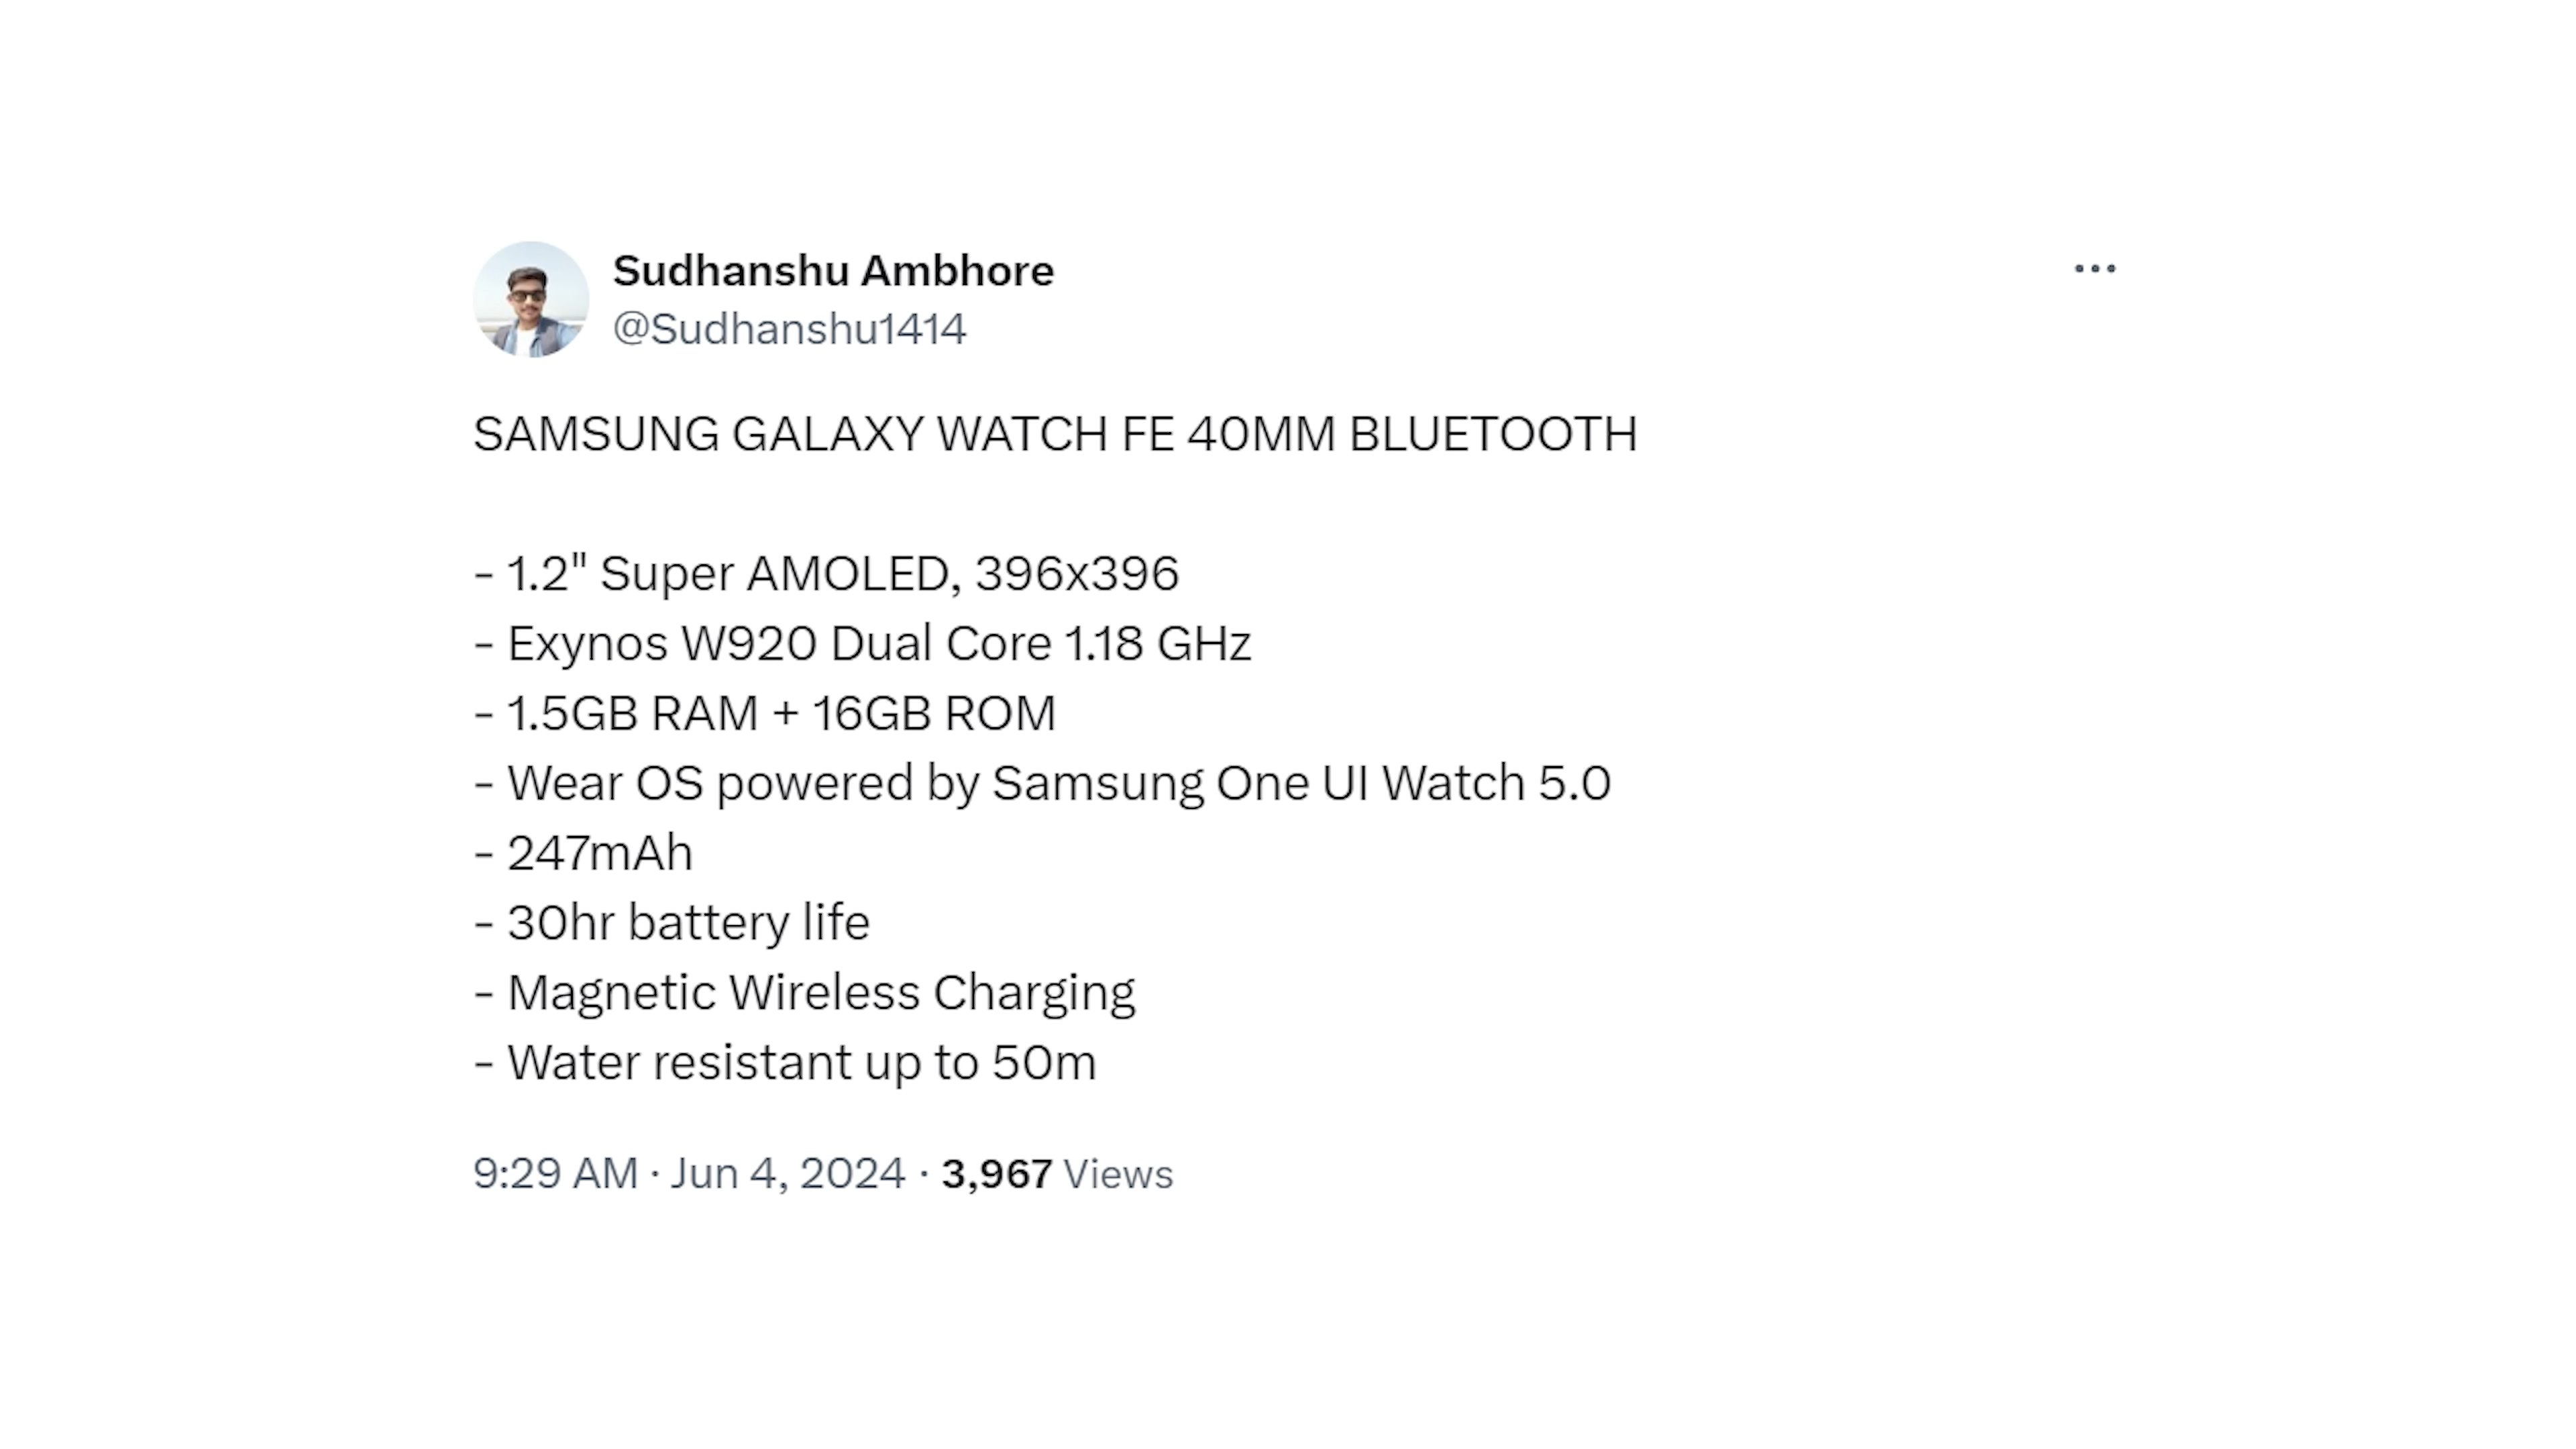 Sudhanshu Ambhore
@Sudhanshu1414
SAMSUNG GALAXY WATCH FE 40MM BLUETOOTH
- 1.2" Super AMOLED, 396x396
- Exynos W920 Dual Core 1.18 GHz
- 1.5GB RAM + 16GB ROM
- Wear OS powered by Samsung One UI Watch 5.0
- 247mAh
- 30hr battery life
- Magnetic Wireless Charging
- Water resistant up to 50m
9:29 AM · Jun 4, 2024 · 3,967 Views